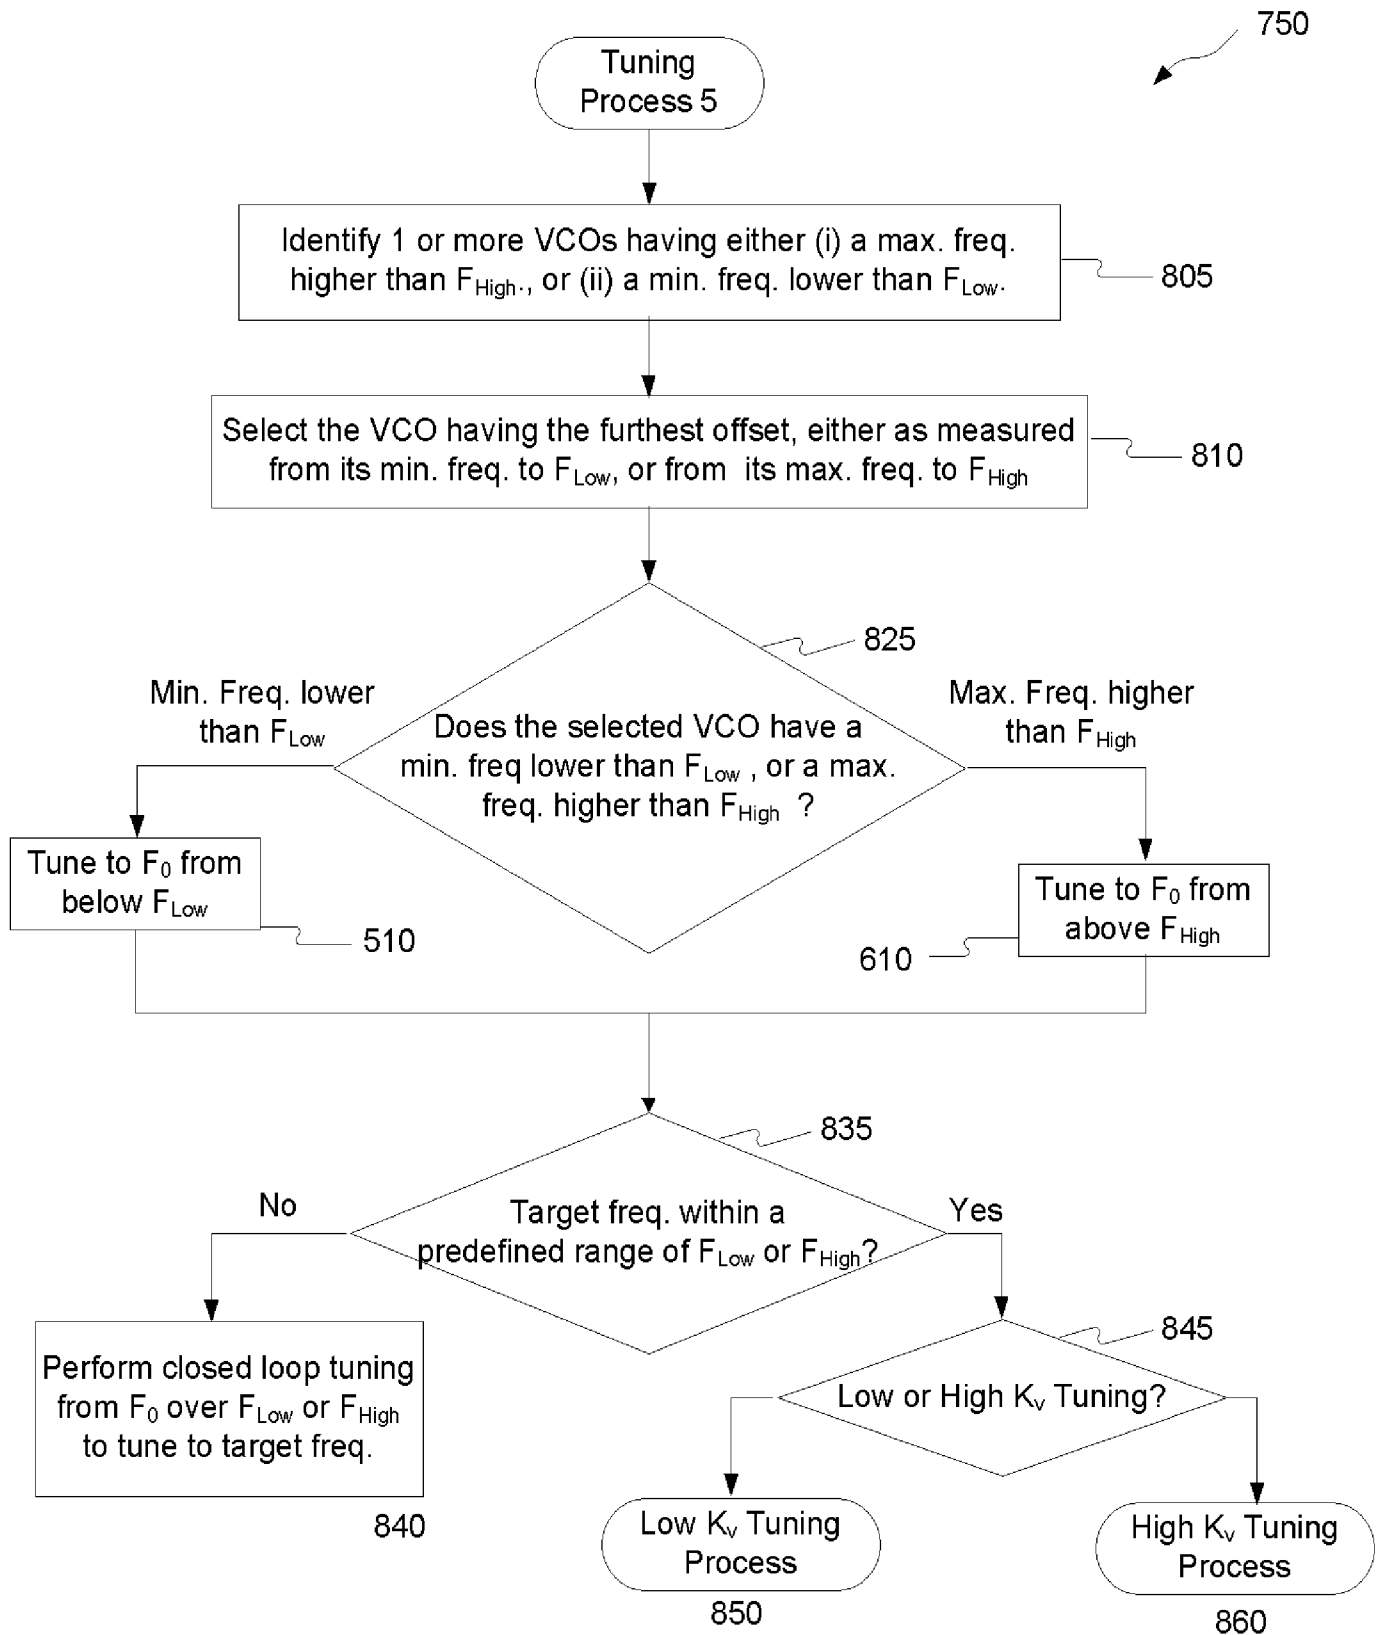 750
Tuning
Process 5
Identify 1 or more VCOs having either (i) a max. freq.
higher than FHigh., or (ii) a min. freq. lower than FLow.
805
Select the VCO having the furthest offset, either as measured
from its min. freq. to FLow, or from its max. freq. to FHigh
810
825
Min. Freq. lower
than FLow
Max. Freq. higher
than FHigh
Does the selected VCO have a
min. freq lower than FLow , or a max.
freq. higher than FHigh ?
Tune to F0 from
below FLow
510
Tune to F0 from
above FHigh
610
835
No
Yes
Target freq. within a
predefined range of FLow or FHigh?
845
Perform closed loop tuning
from F0 over FLow or FHigh
to tune to target freq.
840
Low or High Kv Tuning?
Low Kv Tuning
Process
850
High Kv Tuning
Process
860